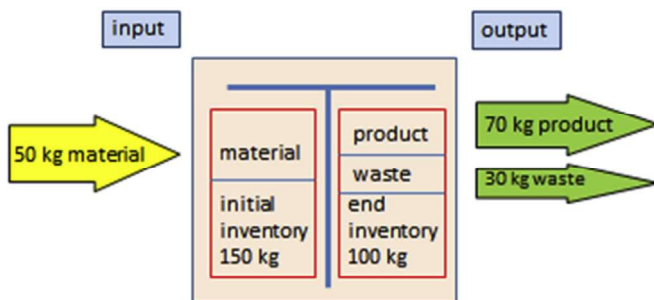 input
output
50 kg material
material
initial
inventory
150 kg
product
waste
end
inventory
100 kg
70 kg product
30 kg waste